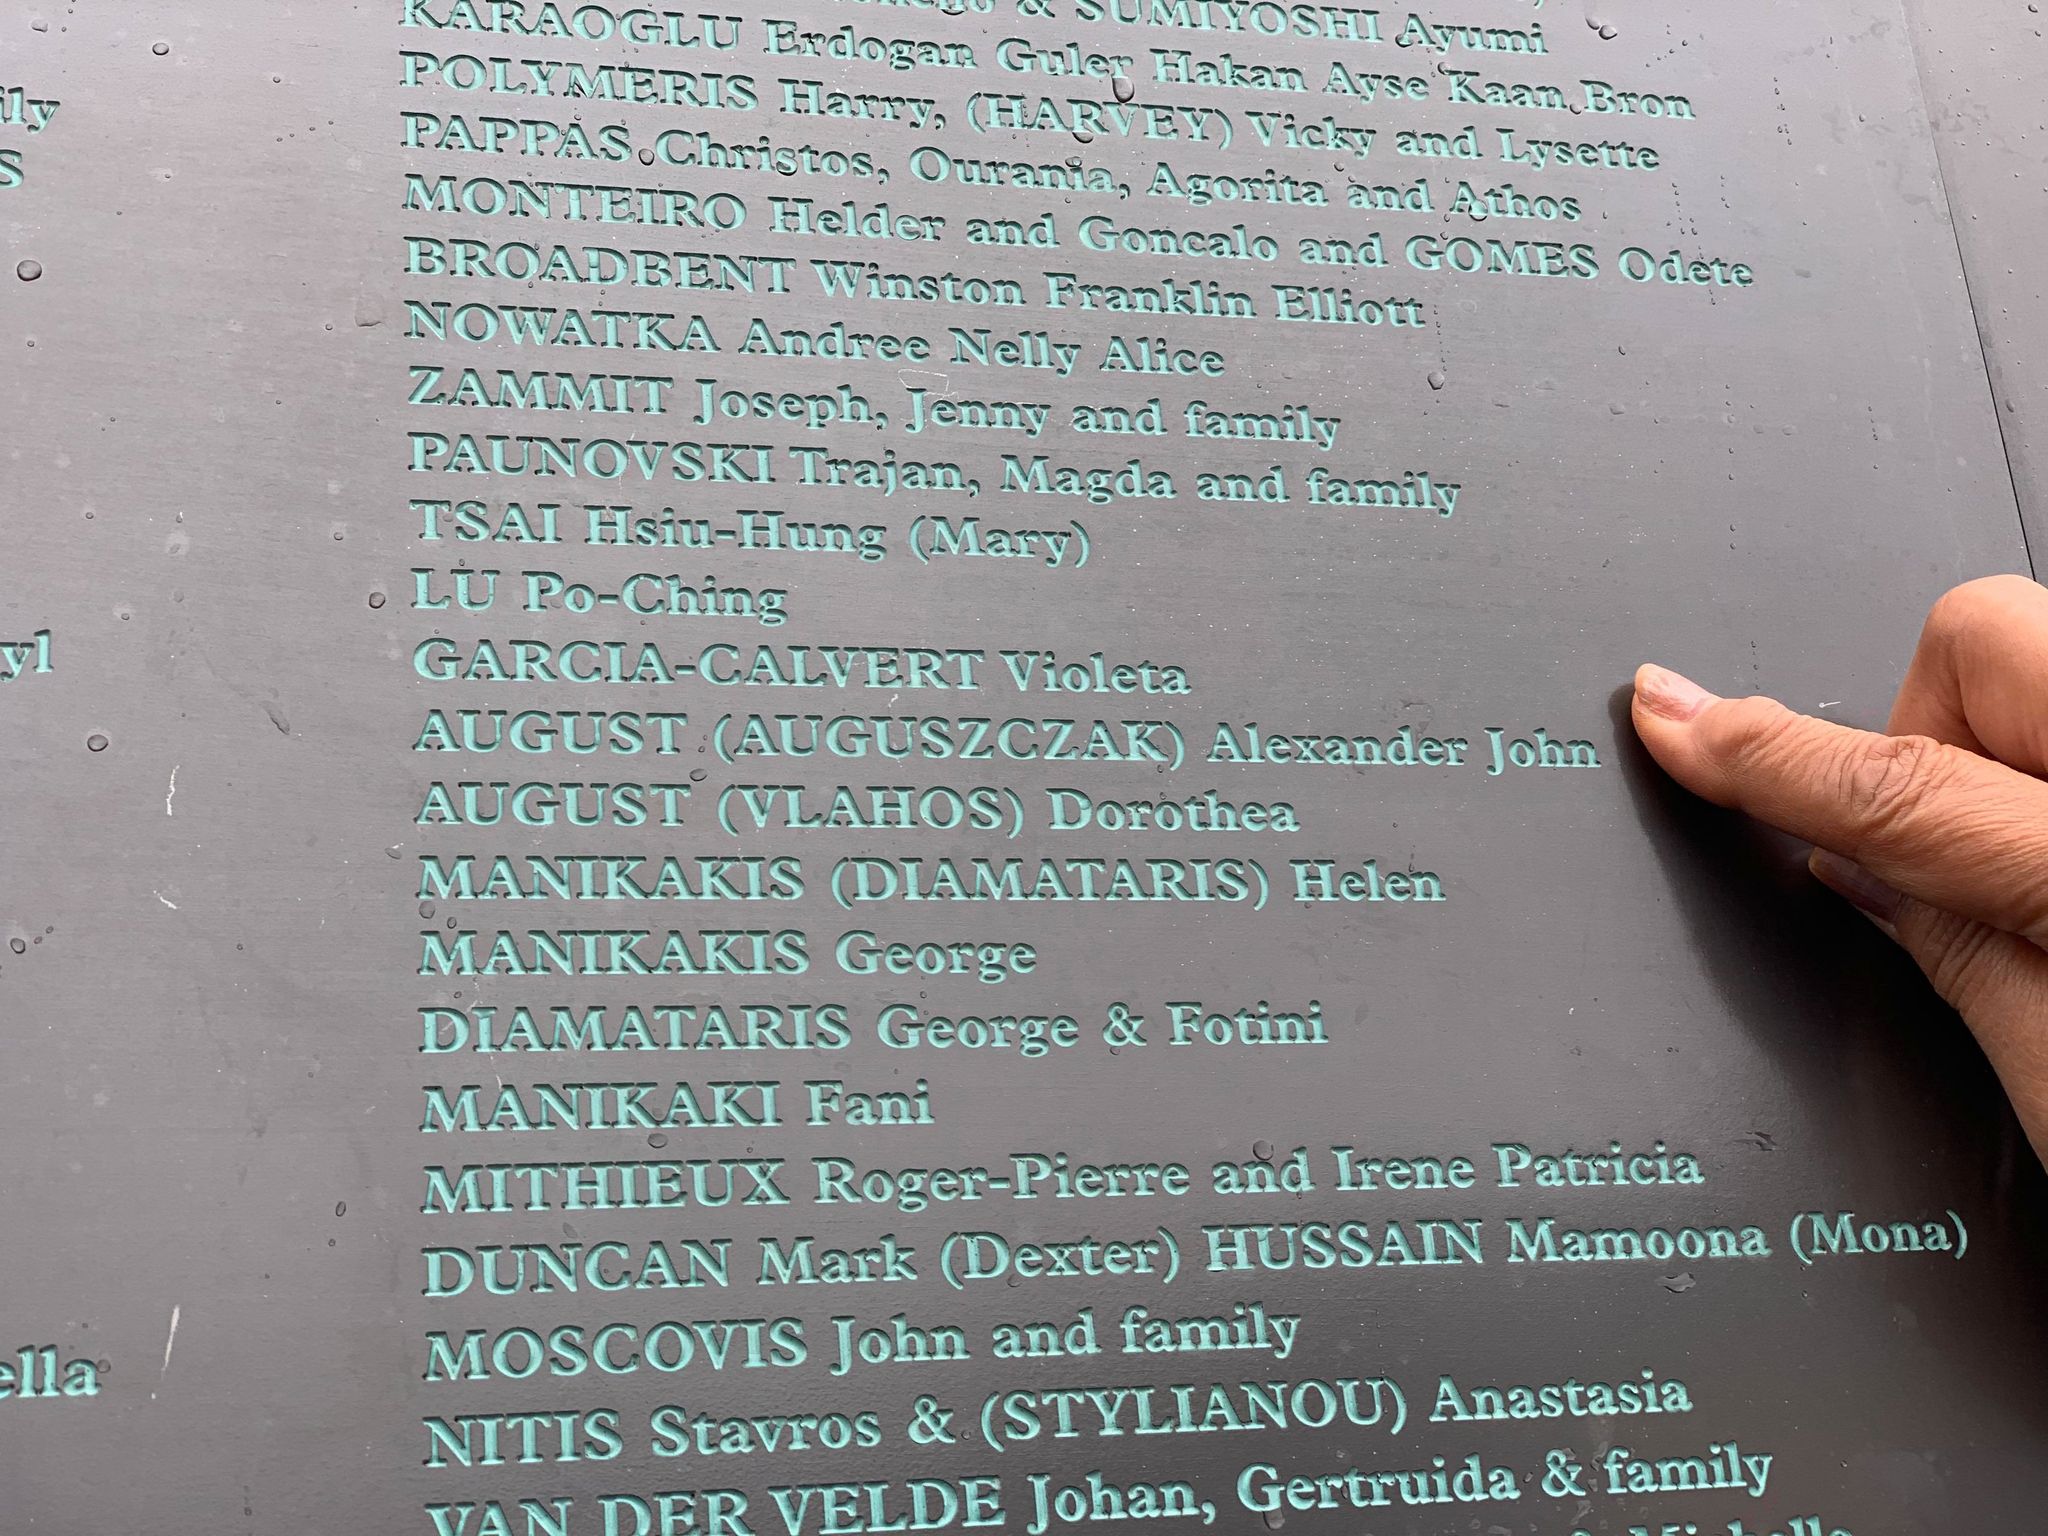 & SUMIYOSHI Ayumi
KARAOGLU Erdogan Guler Hakan Ayse Kaan Bron
POLYMERIS Harry, (HARVEY) Vicky and Lysette
PAPPAS Christos, Ourania, Agorita and Athos
MONTEIRO Helder and Goncalo and GOMES Odete
BROADBENT Winston Franklin Elliott
NOWATKA Andree Nelly Alice
ZAMMIT Joseph, Jenny and family
PAUNOVSKI Trajan, Magda and family
TSAI Hsiu-Hung (Mary)
LU Po-Ching
GARCIA-CALVERT Violeta
AUGUST (AUGUSZCZAK) Alexander John
AUGUST (VLAHOS) Dorothea
MANIKAKIS (DIAMATARIS) Helen
MANIKAKIS George
DIAMATARIS George & Fotini
MANIKAKI Fani
MITHIEUX Roger-Pierre and Irene Patricia
DUNCAN Mark (Dexter) HUSSAIN Mamoona (Mona)
MOSCOVIS John and family
NITIS Stavros & (STYLIANOU) Anastasia
VAN DER VELDE Johan, Gertruida & family